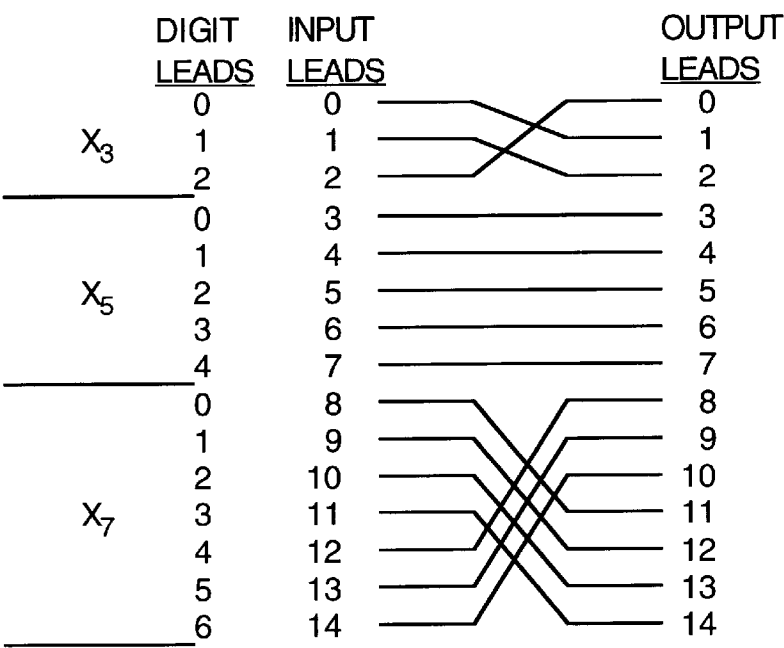 DIGIT INPUT OUTPUT
LEADS LEADS LEADS
0 0 0
X3 1 1 1
2 2 2
0 3 3
1 4 4
X5 2 5 5
3 6 6
4 7 7
0 8 8
1 9 9
2 10 10
X7 3 11 11
4 12 12
5 13 13
6 14 14